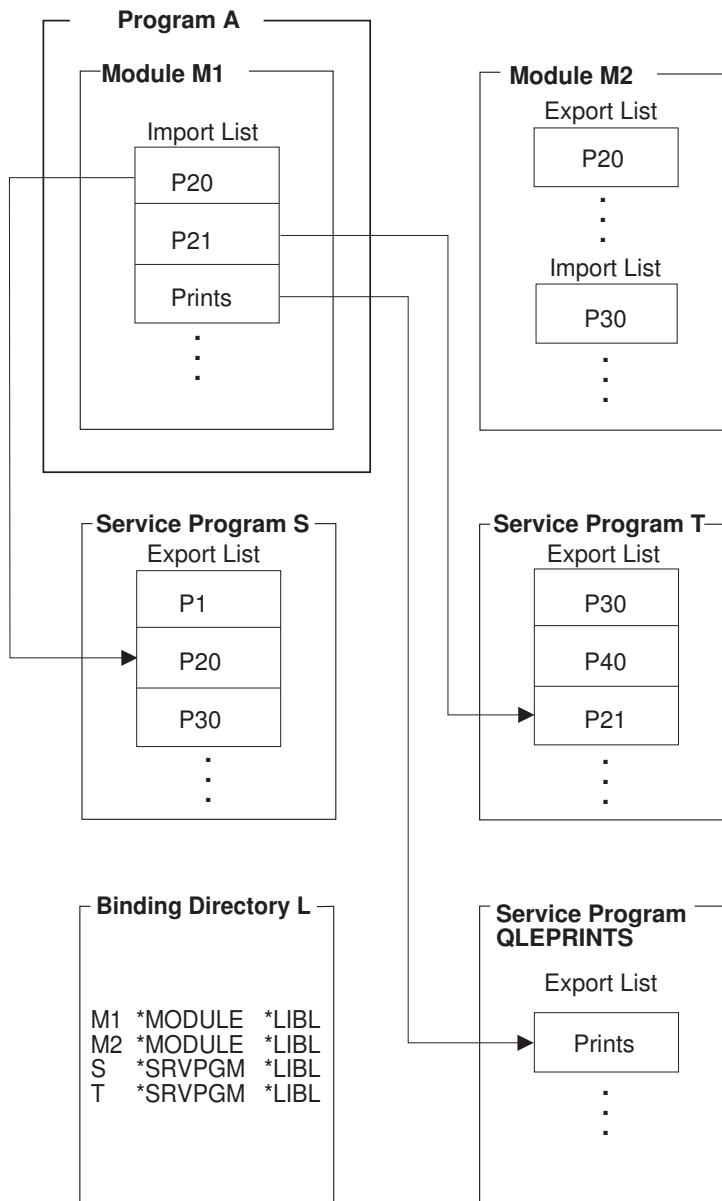 Program A
Module M1
Import List
P20
P21
Prints
Module M2
Export List
P20
Import List
P30
Service Program S
Export List
P1
P20
P30
Service Program T
Export List
P30
P40
P21
Binding Directory L
M1 *MODULE *LIBL
M2 *MODULE *LIBL
S *SRVPGM *LIBL
T *SRVPGM *LIBL
Service Program
QLEPRINTS
Export List
Prints